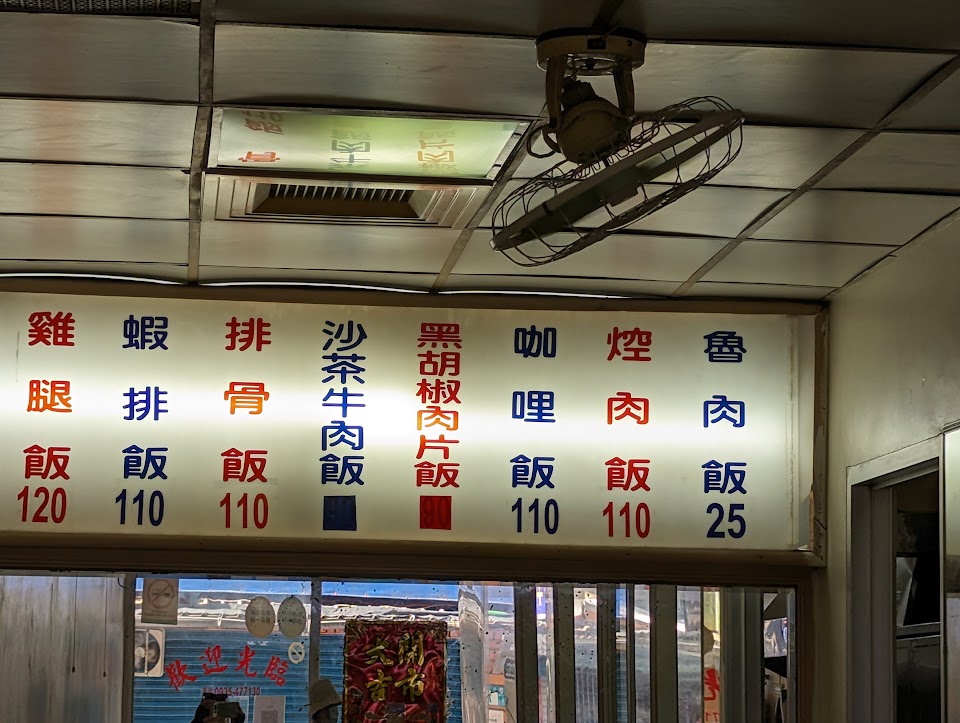 魯肉飯
25
焢肉飯
110
咖哩飯
110
黑胡椒肉片飯
沙茶牛肉飯
排骨飯
110
蝦排飯
110
雞腿飯
120
歡迎光臨